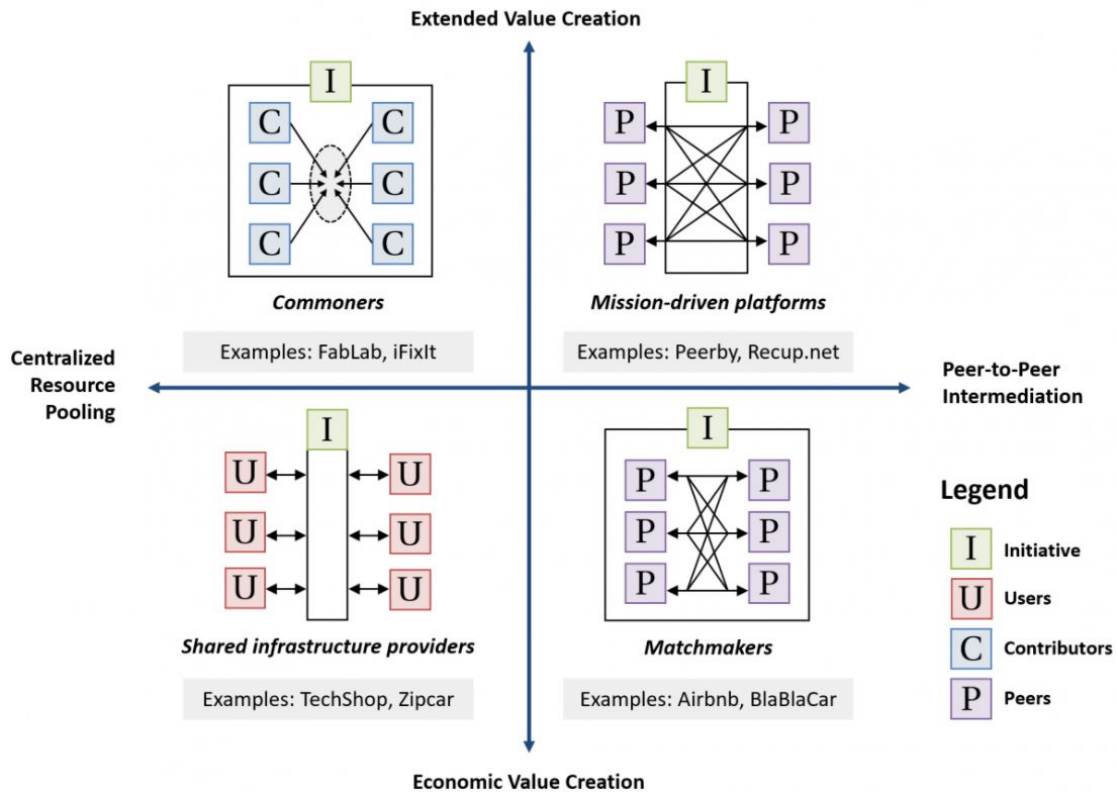 Extended Value Creation
I
I
C
C
P
P
C
C
P
P
C
C
P
P
Commoners
Mission-driven platforms
Examples: FabLab, iFixIt
Examples: Peerby, Recup.net
Centralized
Resource
Pooling
Peer-to-Peer
Intermediation
I
I
U
U
P
P
U
U
P
P
U
U
P
P
Shared infrastructure providers
Matchmakers
Examples: TechShop, Zipcar
Examples: Airbnb, BlaBlaCar
Legend
I Initiative
U Users
C Contributors
P Peers
Economic Value Creation